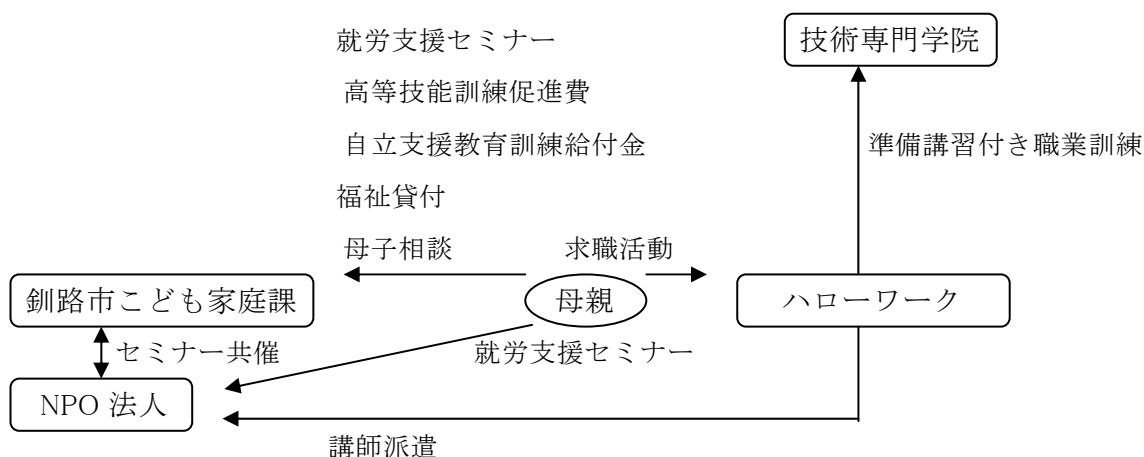 就労支援セミナー
技術専門学院
高等技能訓練促進費
自立支援教育訓練給付金
準備講習付き職業訓練
福祉貸付
母子相談
求職活動
釧路市こども家庭課
母親
ハローワーク
セミナー共催
就労支援セミナー
NPO 法人
講師派遣